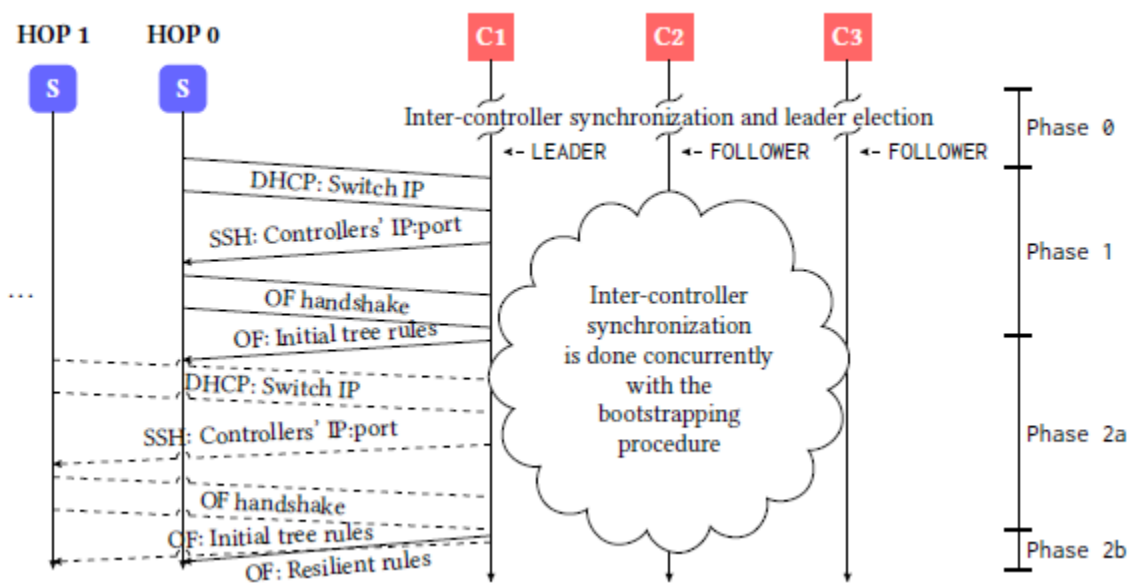 HOP 1
HOP 0
C1
C2
C3
S
S
Inter-controller synchronization and leader election
Phase 0
LEADER
FOLLOWER
FOLLOWER
DHCP: Switch IP
SSH: Controllers' IP:port
Phase 1
...
OF handshake
OF: Initial tree rules
Inter-controller
synchronization
is done concurrently
with the
bootstrapping
procedure
DHCP: Switch IP
SSH: Controllers' IP:port
Phase 2a
OF handshake
OF: Initial tree rules
OF: Resilient rules
Phase 2b